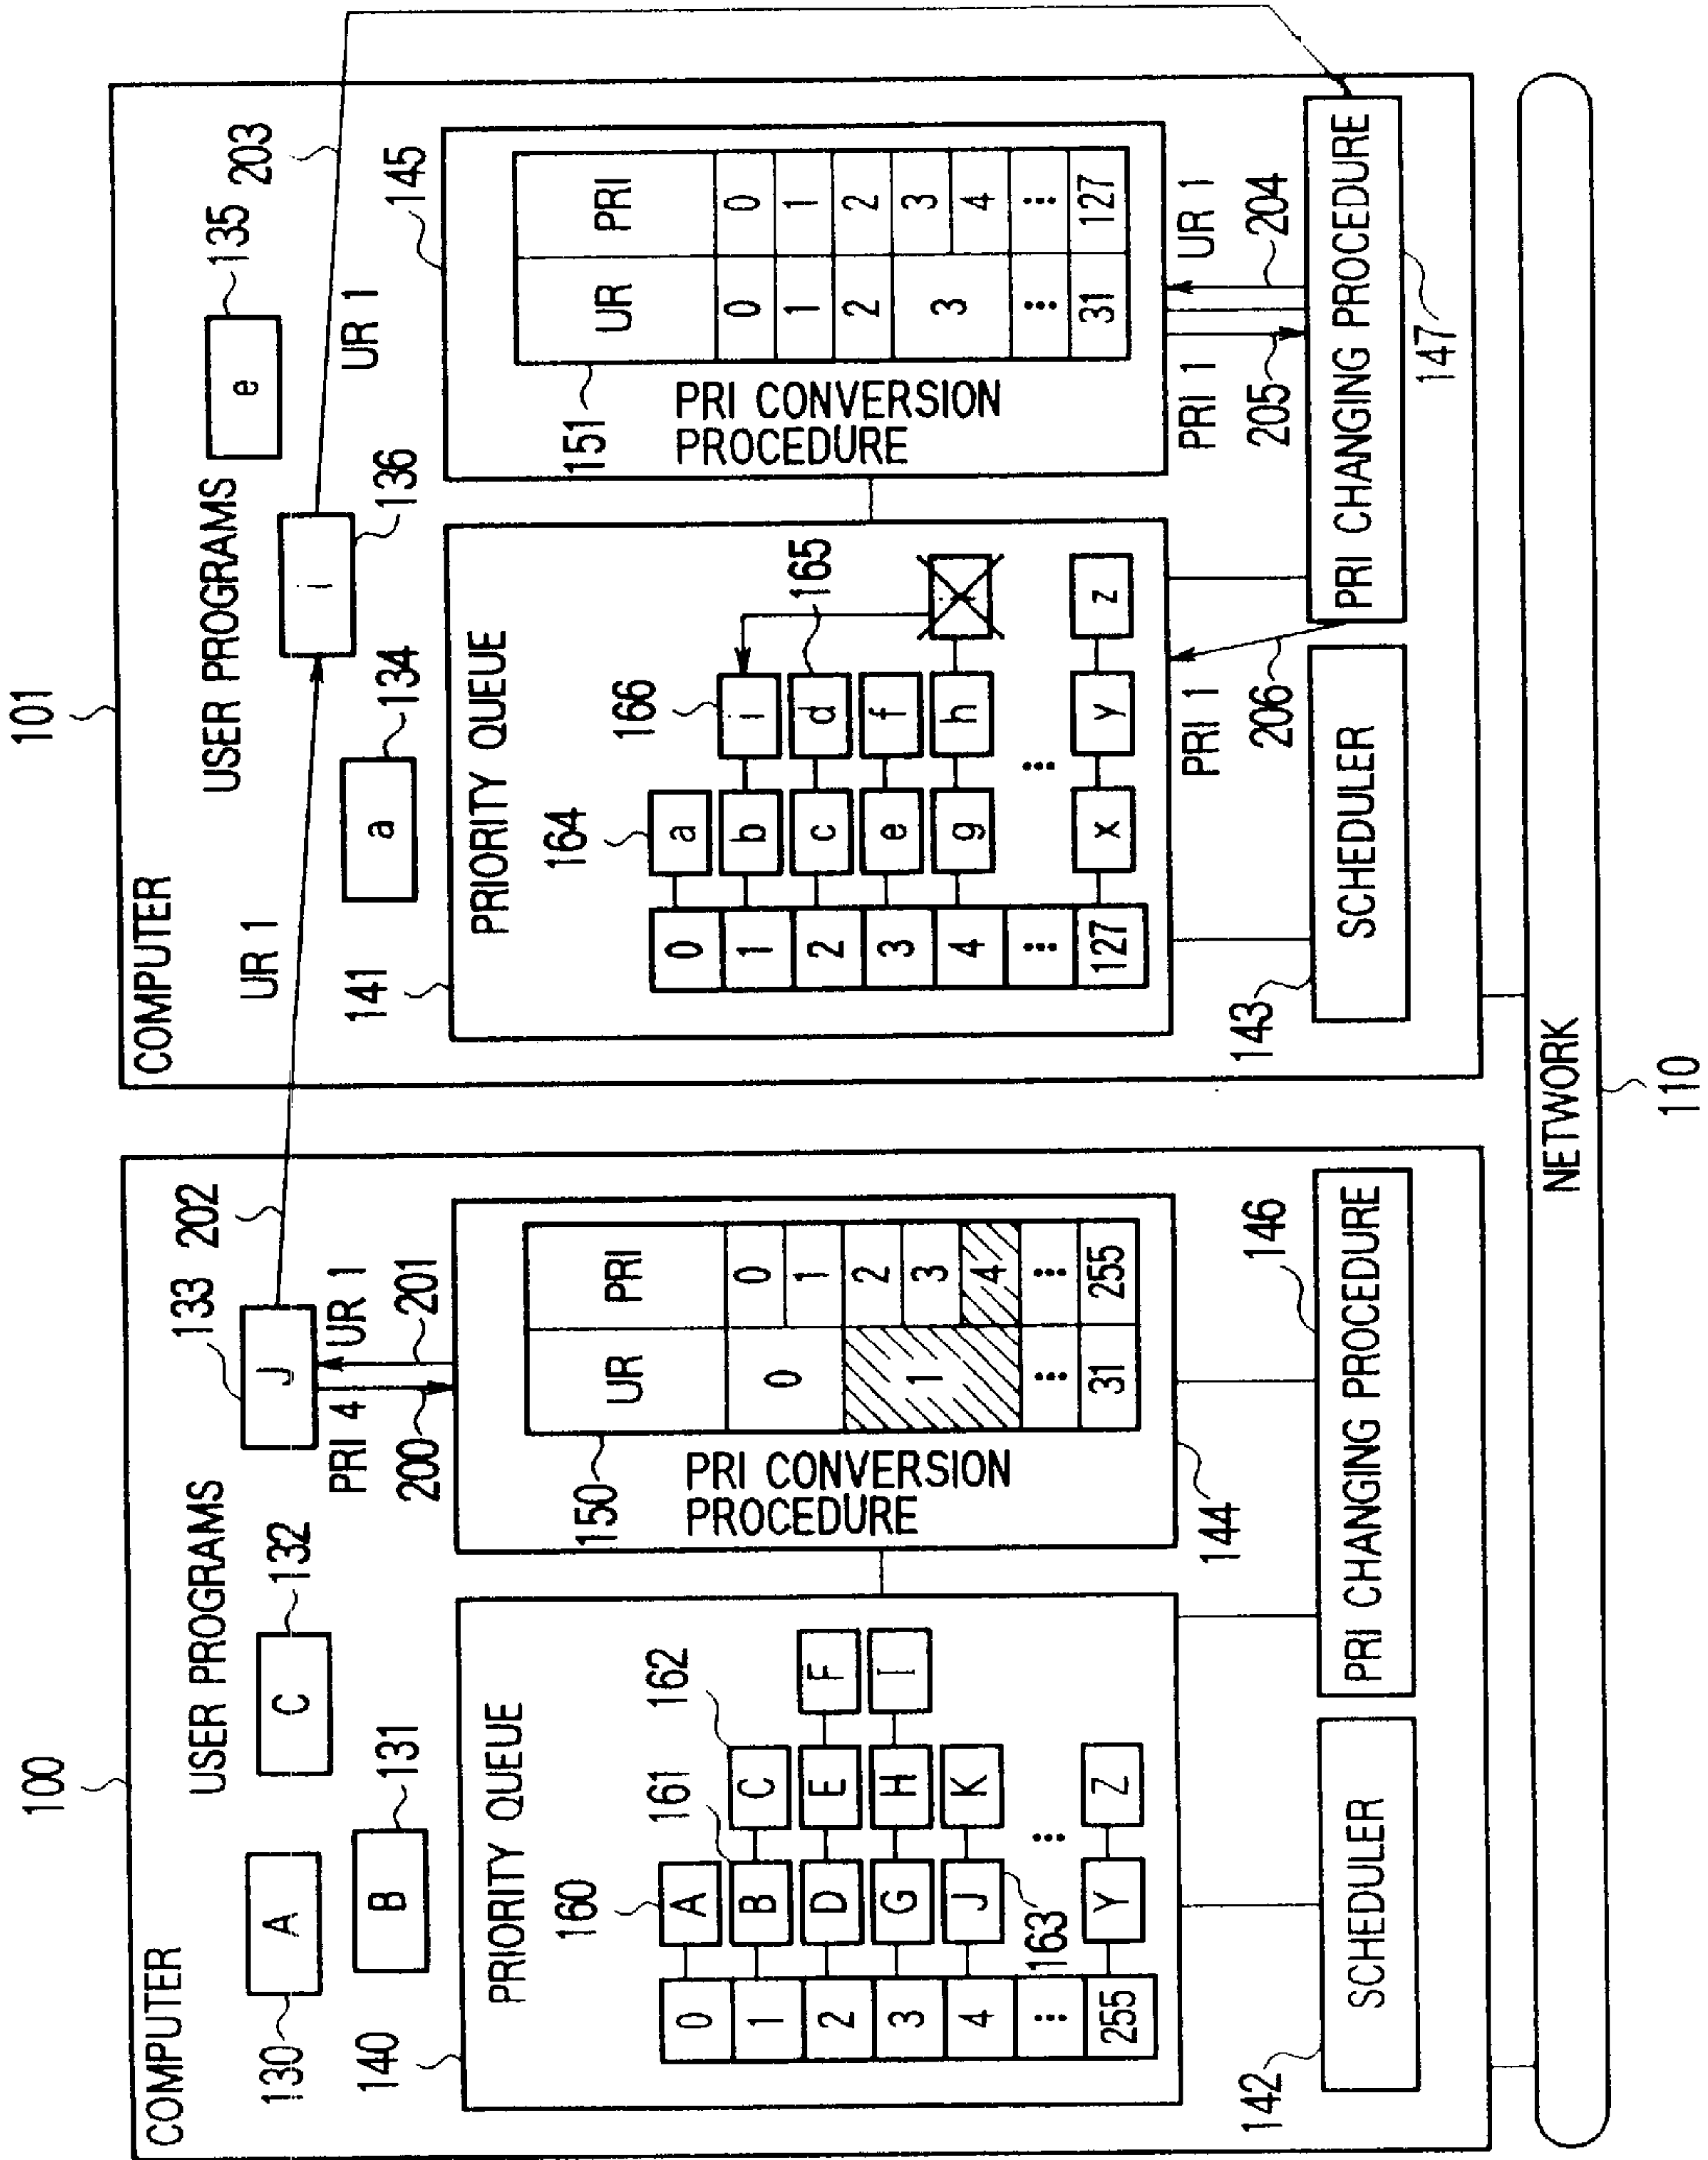 100
COMPUTER
USER PROGRAMS
130
A
B
131
C
132
133
J
202
PRI 4
UR 1
200
201
140
PRIORITY QUEUE
160
161
162
0
A
1
B
C
2
D
E
F
3
G
H
I
4
J
K
163
...
...
255
Y
Z
150
UR
PRI
0
0
1
1
2
3
4
...
...
31
255
PRI CONVERSION
PROCEDURE
144
142
SCHEDULER
PRI CHANGING PROCEDURE
146
101
COMPUTER
USER PROGRAMS
UR 1
a
134
i
136
e
135
UR 1
203
141
PRIORITY QUEUE
164
166
165
0
a
1
b
i
2
c
d
3
e
f
4
g
h
i
...
...
127
x
y
z
145
151
UR
PRI
0
0
1
1
2
2
3
3
4
...
...
31
127
PRI CONVERSION
PROCEDURE
PRI 1
206
PRI 1
205
UR 1
204
143
SCHEDULER
PRI CHANGING PROCEDURE
147
NETWORK
110